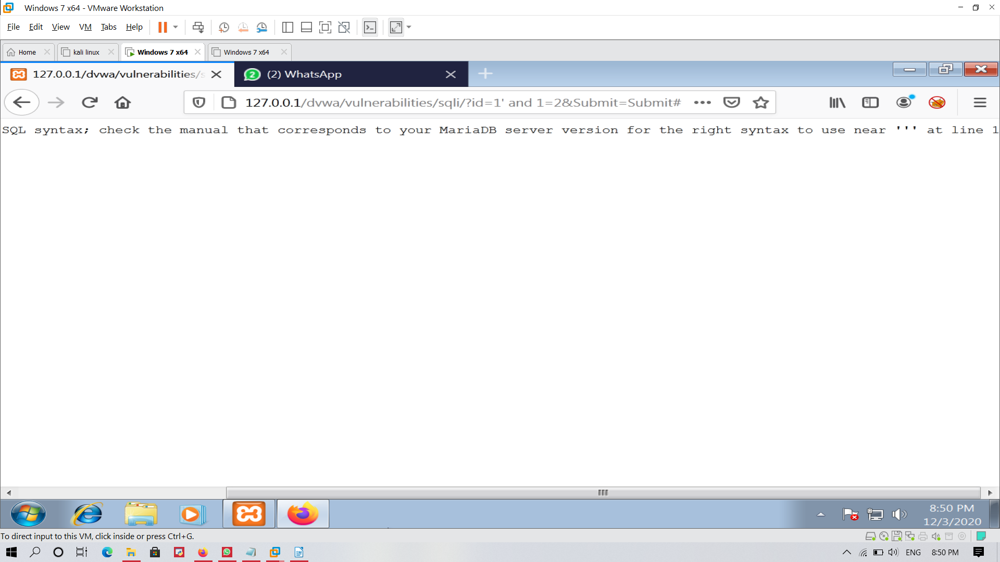 Windows 7 x64 - VMware Workstation
File Edit View VM Tabs Help
Home kali linux Windows 7 x64 Windows 7 x64
127.0.0.1/dvwa/vulnerabilities/s (2) WhatsApp
127.0.0.1/dvwa/vulnerabilities/sqli/?id=1' and 1=2&Submit=Submit#
SQL syntax; check the manual that corresponds to your MariaDB server version for the right syntax to use near ''' at line 1
8:50 PM
12/3/2020
To direct input to this VM, click inside or press Ctrl+G.
ENG 8:50 PM